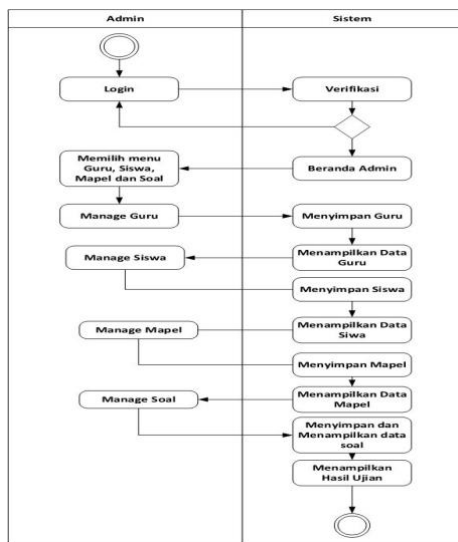 Admin
Sistem
Login
Verifikasi
Memilih menu
Guru, Siswa,
Mapel dan Soal
Beranda Admin
Manage Guru
Menyimpan Guru
Manage Siswa
Menampilkan Data
Guru
Menyimpan Siswa
Manage Mapel
Menampilkan Data
Siwa
Menyimpan Mapel
Manage Soal
Menampilkan Data
Mapel
Menyimpan dan
Menampilkan data
soal
Menampilkan
Hasil Ujian